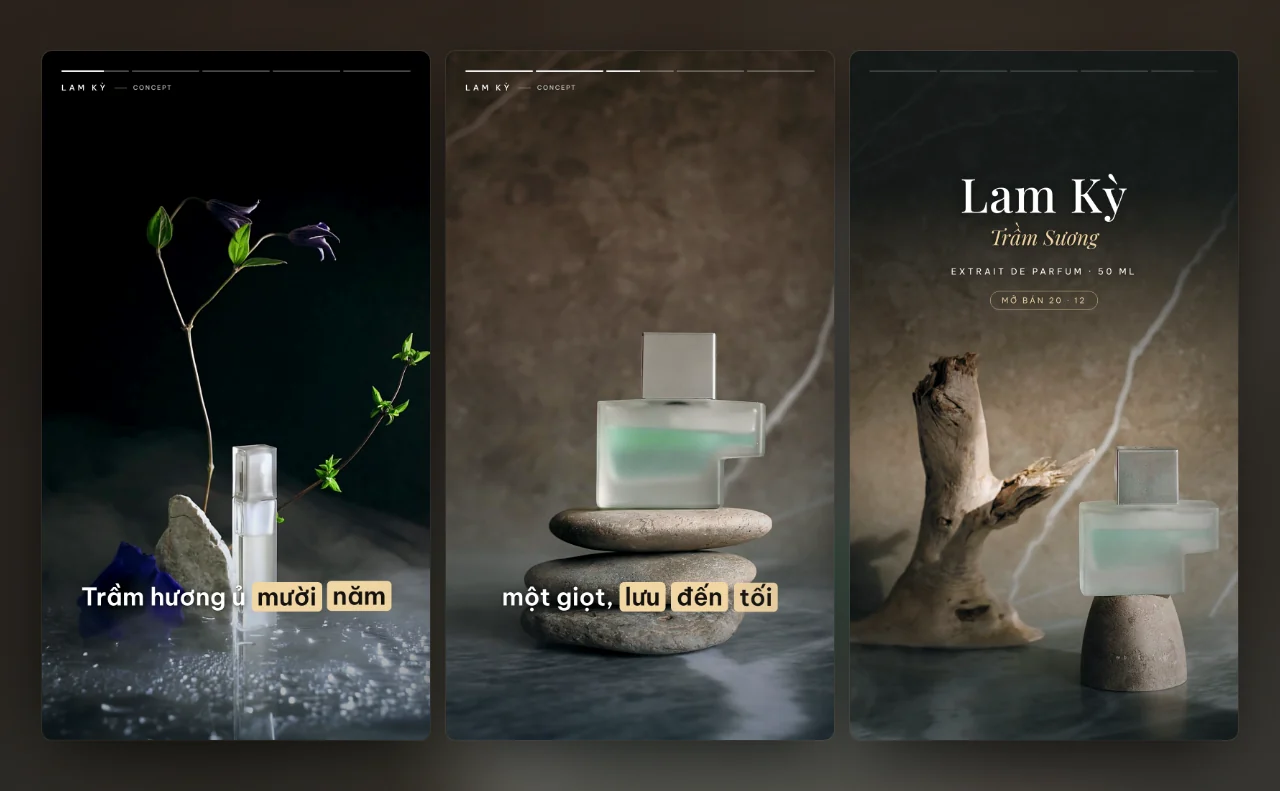 LAM KỲ — CONCEPT
Trầm hương ủ mười năm
LAM KỲ — CONCEPT
một giọt, lưu đến tối
Lam Kỳ
Trầm Sương
EXTRAIT DE PARFUM · 50 ML
MỞ BÁN 20 · 12